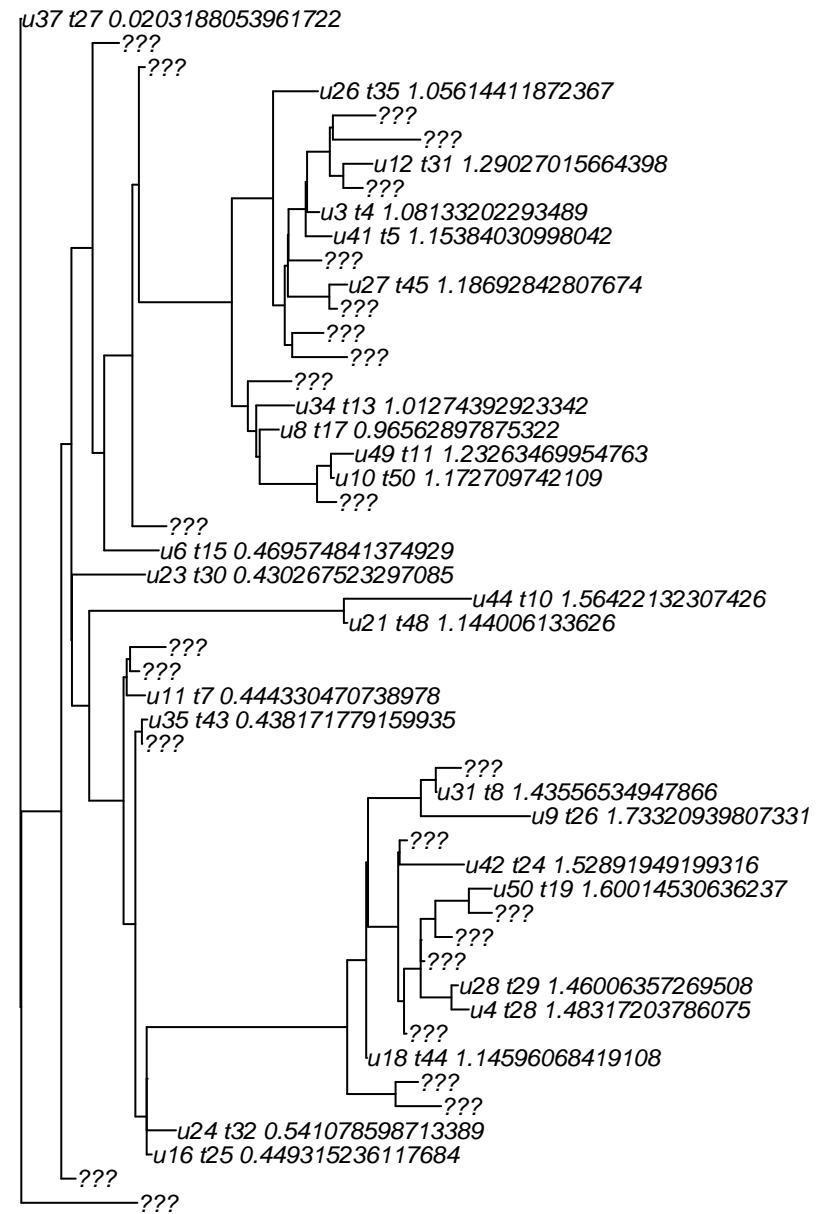 u37 t27 0.0203188053961722
???
???
u26 t35 1.05614411872367
???
???
u12 t31 1.29027015664398
???
u3 t4 1.08133202293489
u41 t5 1.15384030998042
???
u27 t45 1.18692842807674
???
???
???
???
u34 t13 1.01274392923342
u8 t17 0.96562897875322
u49 t11 1.23263469954763
u10 t50 1.172709742109
???
???
u6 t15 0.469574841374929
u23 t30 0.430267523297085
u44 t10 1.56422132307426
u21 t48 1.144006133626
???
???
u11 t7 0.444330470738978
u35 t43 0.438171779159935
???
???
u31 t8 1.43556534947866
u9 t26 1.73320939807331
???
u42 t24 1.52891949199316
u50 t19 1.60014530636237
???
???
???
u28 t29 1.46006357269508
u4 t28 1.48317203786075
???
u18 t44 1.14596068419108
???
???
u24 t32 0.541078598713389
u16 t25 0.449315236117684
???
???